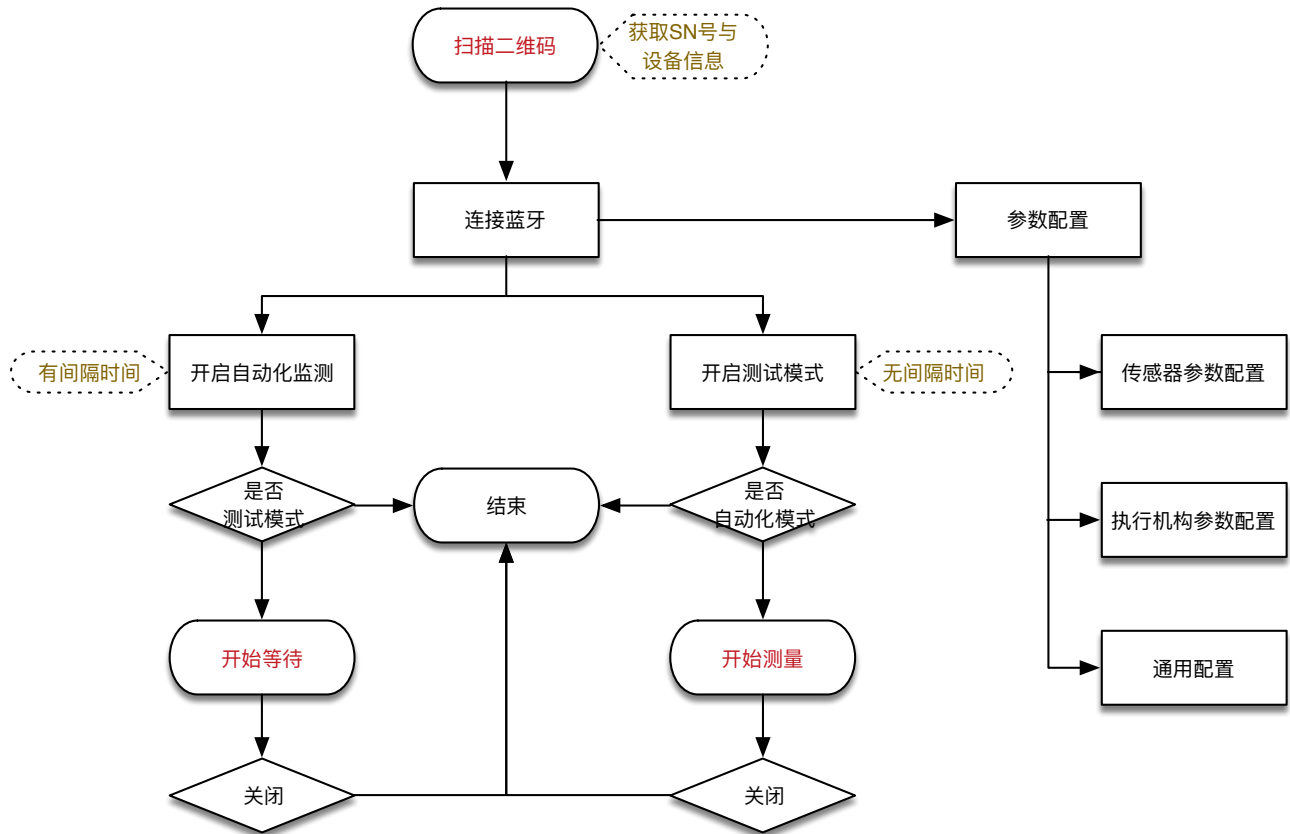 扫描二维码
获取SN号与
设备信息
连接蓝牙
参数配置
有间隔时间
开启自动化监测
开启测试模式
无间隔时间
传感器参数配置
是否
测试模式
结束
是否
自动化模式
执行机构参数配置
开始等待
开始测量
通用配置
关闭
关闭